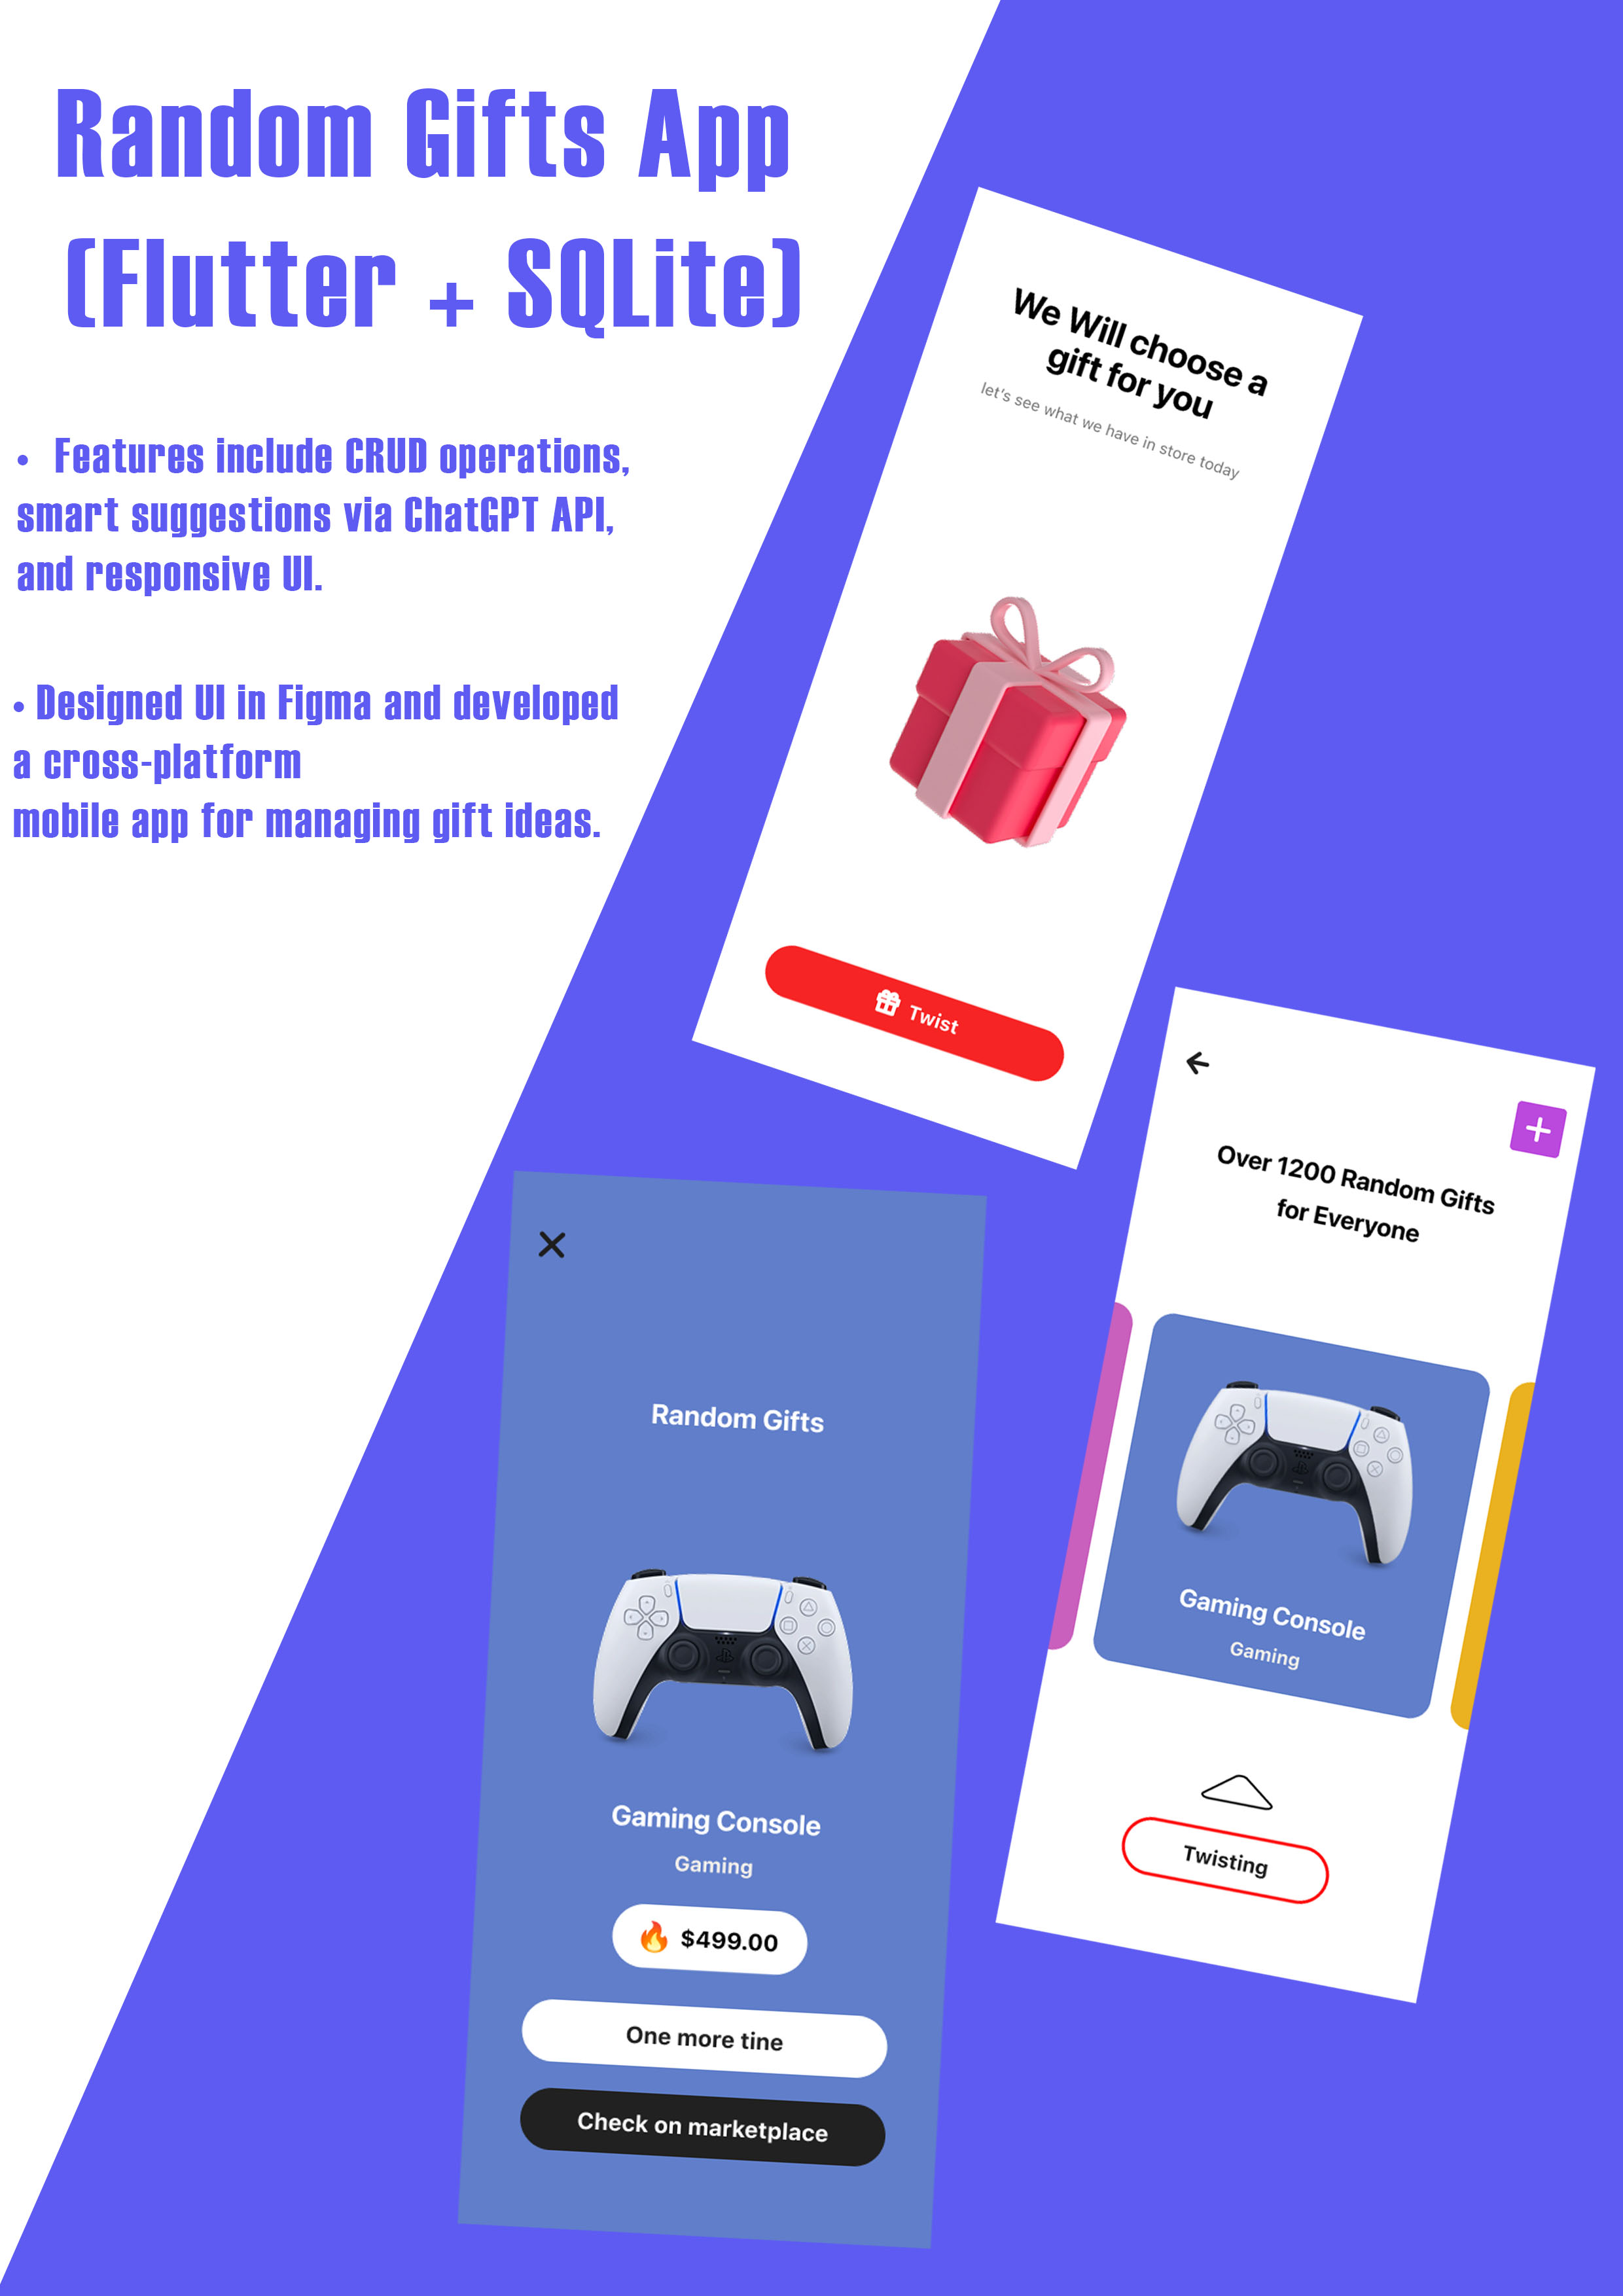 Random Gifts App
(Flutter + SQLite)
• Features include CRUD operations,
smart suggestions via ChatGPT API,
and responsive UI.
• Designed UI in Figma and developed
a cross-platform
mobile app for managing gift ideas.
We Will choose a
gift for you
let's see what we have in store today
Twist
Over 1200 Random Gifts
for Everyone
Gaming Console
Gaming
Twisting
Random Gifts
Gaming Console
Gaming
🔥 $499.00
One more tine
Check on marketplace